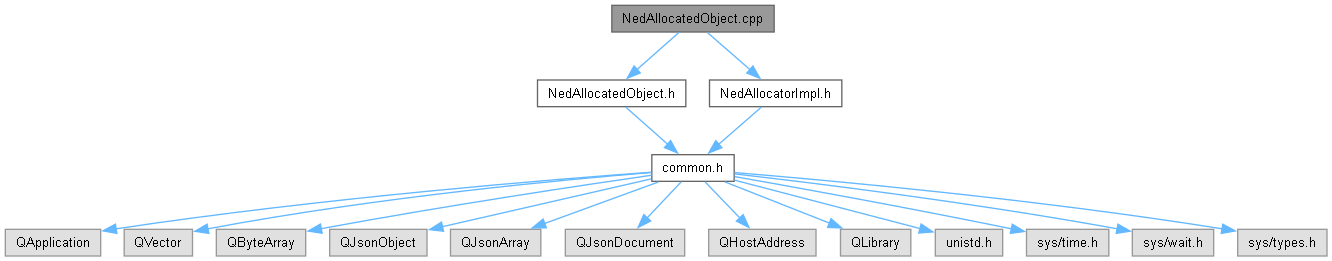 NedAllocatedObject.cpp
NedAllocatedObject.h
NedAllocatorImpl.h
common.h
QApplication
QVector
QByteArray
QJsonObject
QJsonArray
QJsonDocument
QHostAddress
QLibrary
unistd.h
sys/time.h
sys/wait.h
sys/types.h